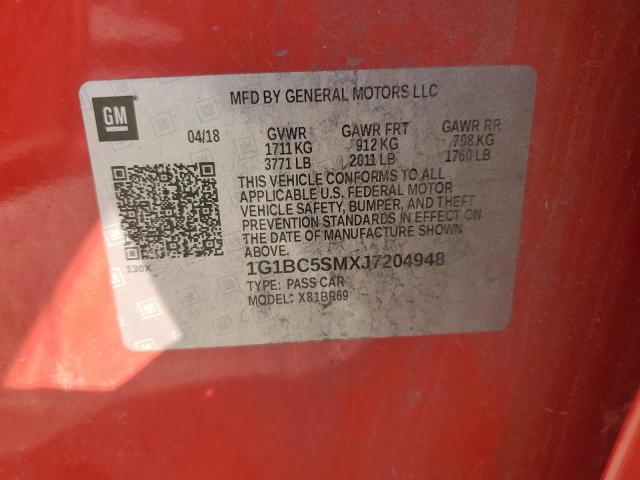 GM
MFD BY GENERAL MOTORS LLC
04/18 GVWR GAWR FRT GAWR RR
1711 KG 912 KG 798 KG
3771 LB 2011 LB 1760 LB
THIS VEHICLE CONFORMS TO ALL
APPLICABLE U.S. FEDERAL MOTOR
VEHICLE SAFETY, BUMPER, AND THEFT
PREVENTION STANDARDS IN EFFECT ON
THE DATE OF MANUFACTURE SHOWN
ABOVE.
130X
1G1BC5SMXJ7204948
TYPE: PASS CAR
MODEL: X81BR69